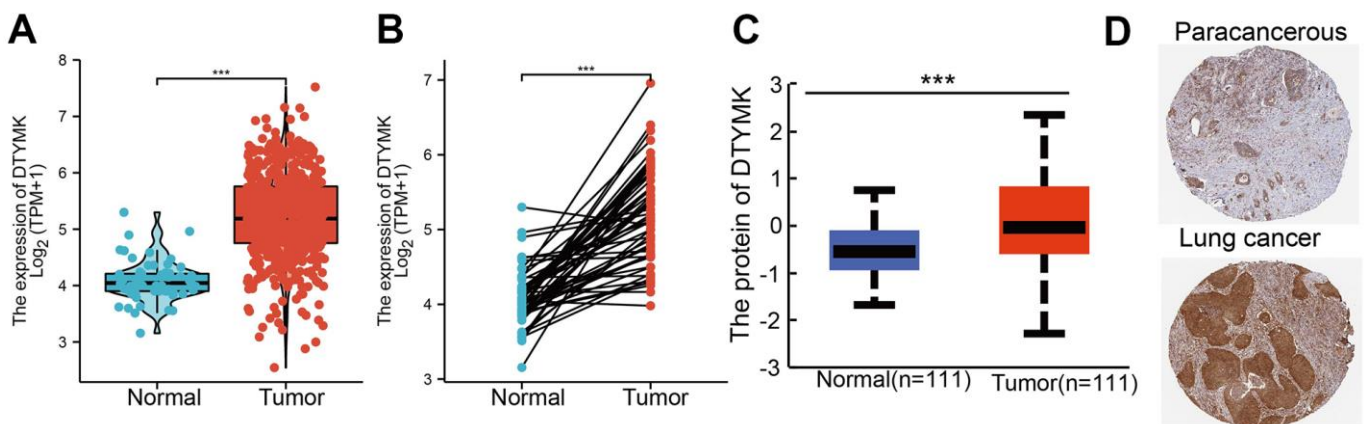 A
The expression of DTYMK
Log₂ (TPM+1)
8
7
6
5
4
3
***
Normal
Tumor
B
The expression of DTYMK
Log₂ (TPM+1)
7
6
5
4
3
***
Normal
Tumor
C
The protein of DTYMK
3
2
1
0
-1
-2
-3
***
Normal(n=111)
Tumor(n=111)
D
Paracancerous
Lung cancer